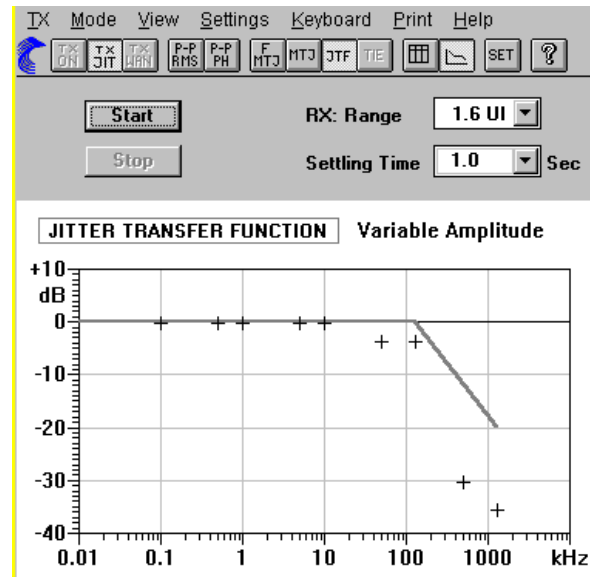 TX Mode View Settings Keyboard Print Help
TX ON TX JIT TX WAN P-P RMS P-P PH F MTJ MTJ JTF TIE SET ?
Start RX: Range 1.6 UI
Stop Settling Time 1.0 Sec
JITTER TRANSFER FUNCTION Variable Amplitude
+10
dB
0
-10
-20
-30
-40
0.01 0.1 1 10 100 1000 kHz